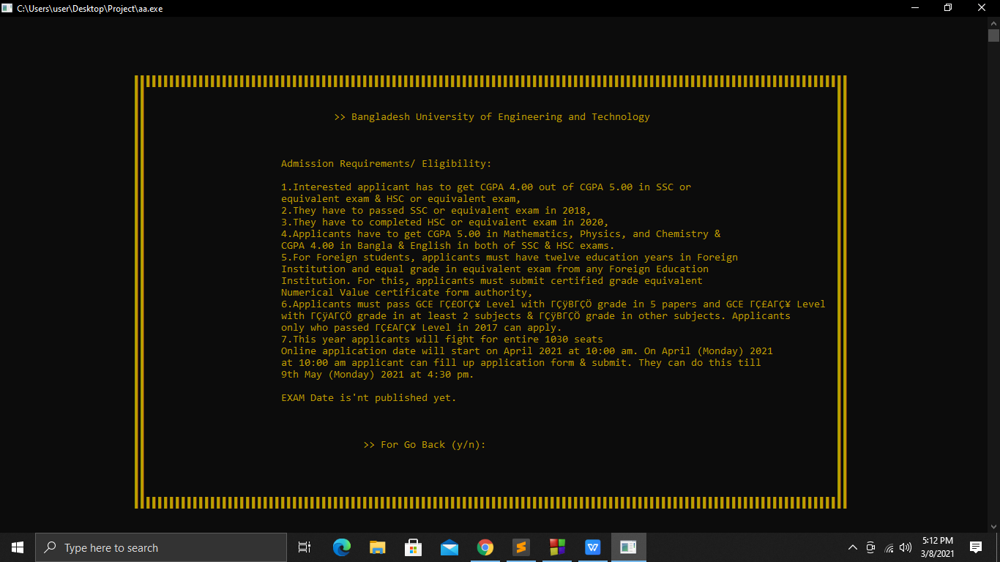 C:\Users\user\Desktop\Project\aa.exe
>> Bangladesh University of Engineering and Technology
Admission Requirements/ Eligibility:
1.Interested applicant has to get CGPA 4.00 out of CGPA 5.00 in SSC or
equivalent exam & HSC or equivalent exam,
2.They have to passed SSC or equivalent exam in 2018,
3.They have to completed HSC or equivalent exam in 2020,
4.Applicants have to get CGPA 5.00 in Mathematics, Physics, and Chemistry &
CGPA 4.00 in Bangla & English in both of SSC & HSC exams.
5.For Foreign students, applicants must have twelve education years in Foreign
Institution and equal grade in equivalent exam from any Foreign Education
Institution. For this, applicants must submit certified grade equivalent
Numerical Value certificate form authority,
6.Applicants must pass GCE ΓÇ£OΓÇ¥ Level with ΓÇÿBΓÇÖ grade in 5 papers and GCE ΓÇ£AΓÇ¥ Level
with ΓÇÿAΓÇÖ grade in at least 2 subjects & ΓÇÿBΓÇÖ grade in other subjects. Applicants
only who passed ΓÇ£AΓÇ¥ Level in 2017 can apply.
7.This year applicants will fight for entire 1030 seats
Online application date will start on April 2021 at 10:00 am. On April (Monday) 2021
at 10:00 am applicant can fill up application form & submit. They can do this till
9th May (Monday) 2021 at 4:30 pm.
EXAM Date is'nt published yet.
>> For Go Back (y/n):
Type here to search
5:12 PM
3/8/2021